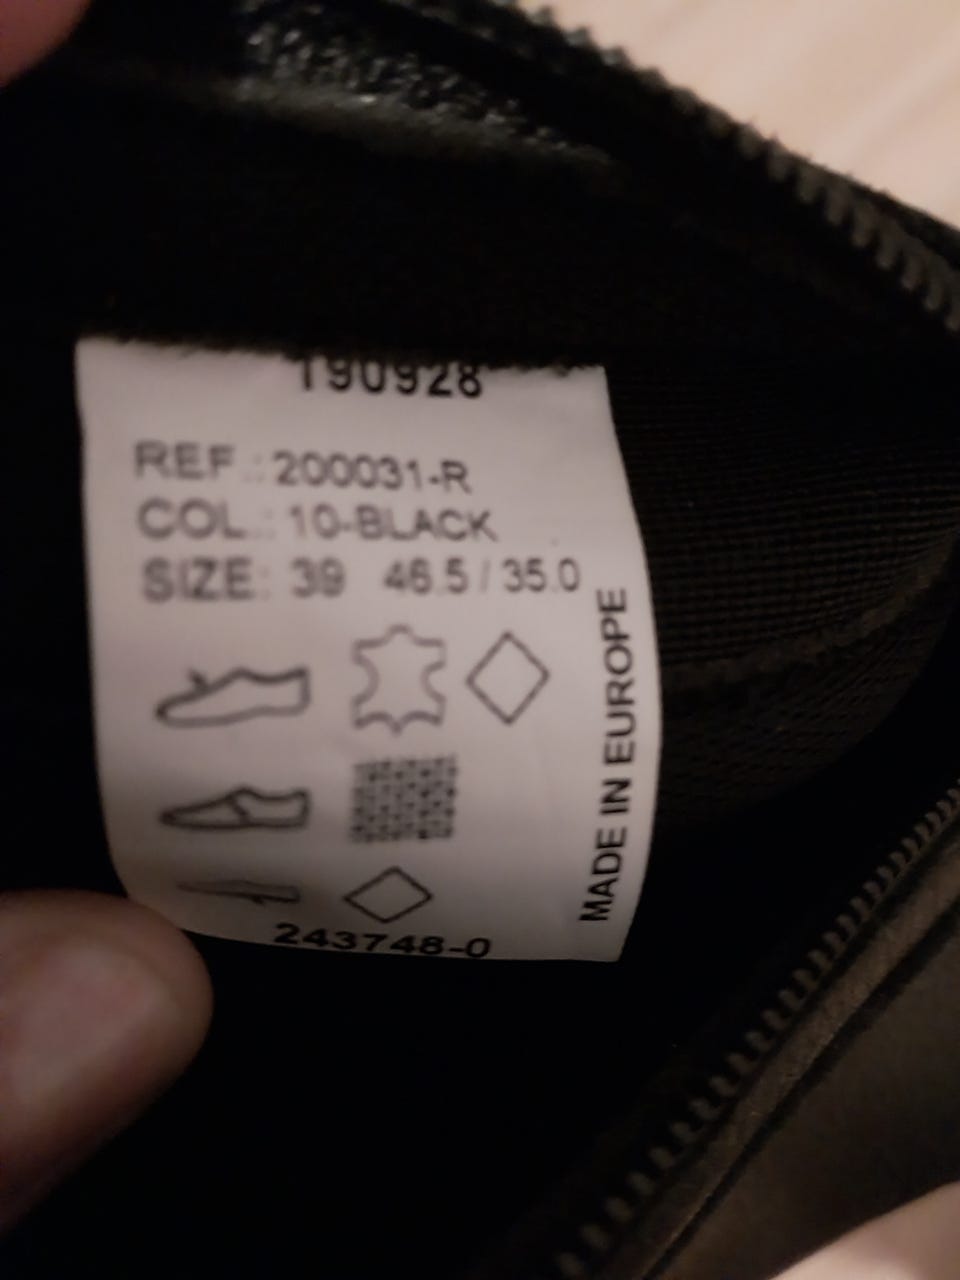 190928
REF.: 200031-R
COL.: 10-BLACK
SIZE: 39 46.5 / 35.0
MADE IN EUROPE
243748-0